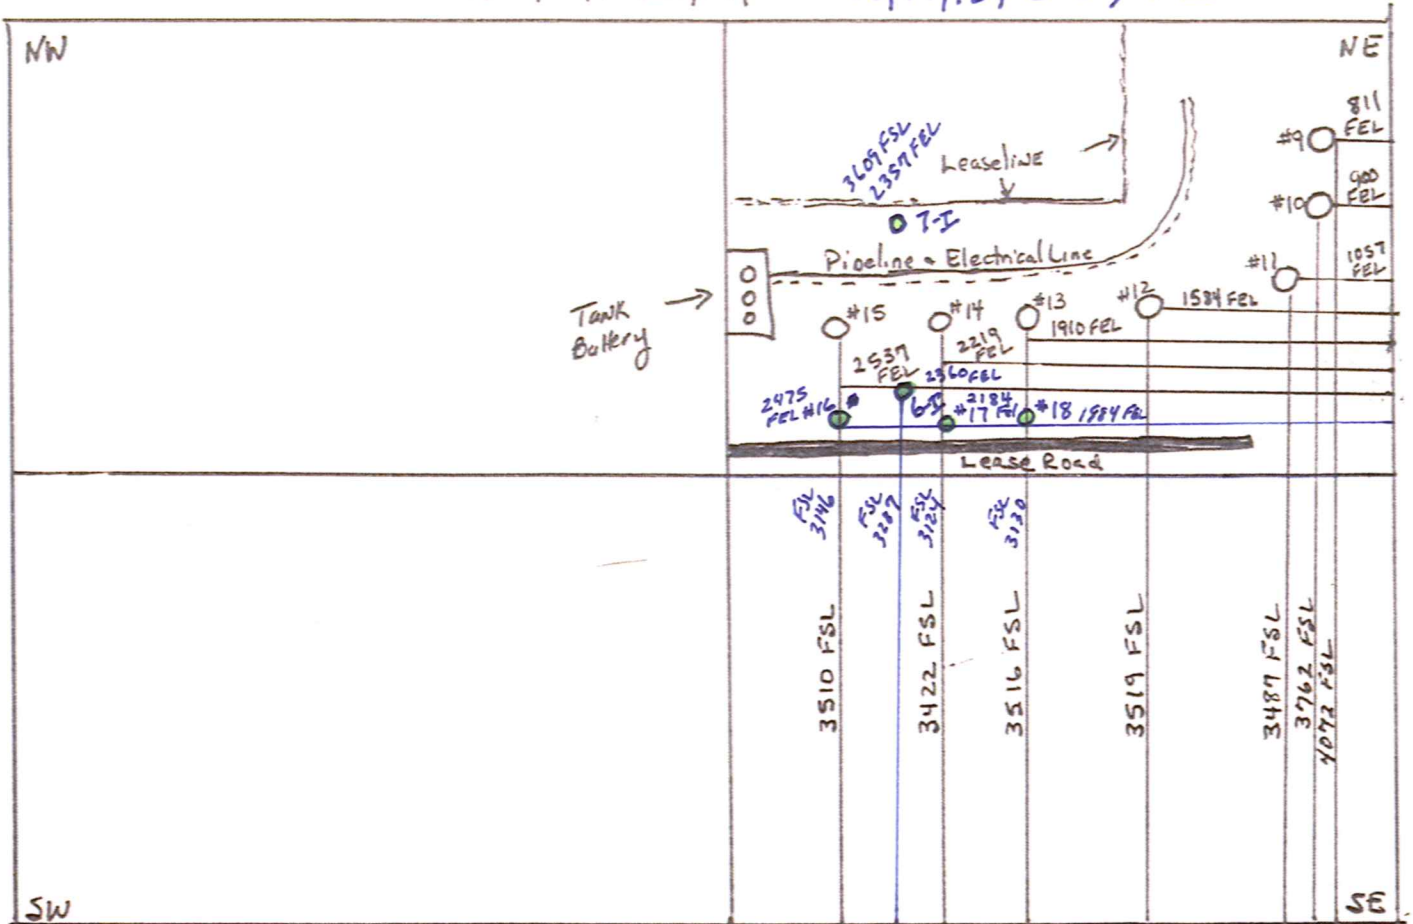 NW
NE
811
FEL
#9
3609 FSL
2357 FEL
Leaseline
900
FEL
#10
7-I
Pipeline & Electrical Line
#11
1057
FEL
Tank
Battery
#15
#14
#13
#12
1584 FEL
1910 FEL
2219
FEL
2537
FEL
2360 FEL
2475
FEL #16
6-I
2184
#17 FEL
#18 1984 FEL
Lease Road
FSL
3146
FSL
3287
FSL
3124
FSL
3130
3510 FSL
3422 FSL
3516 FSL
3519 FSL
3487 FSL
3762 FSL
4072 FSL
SW
SE